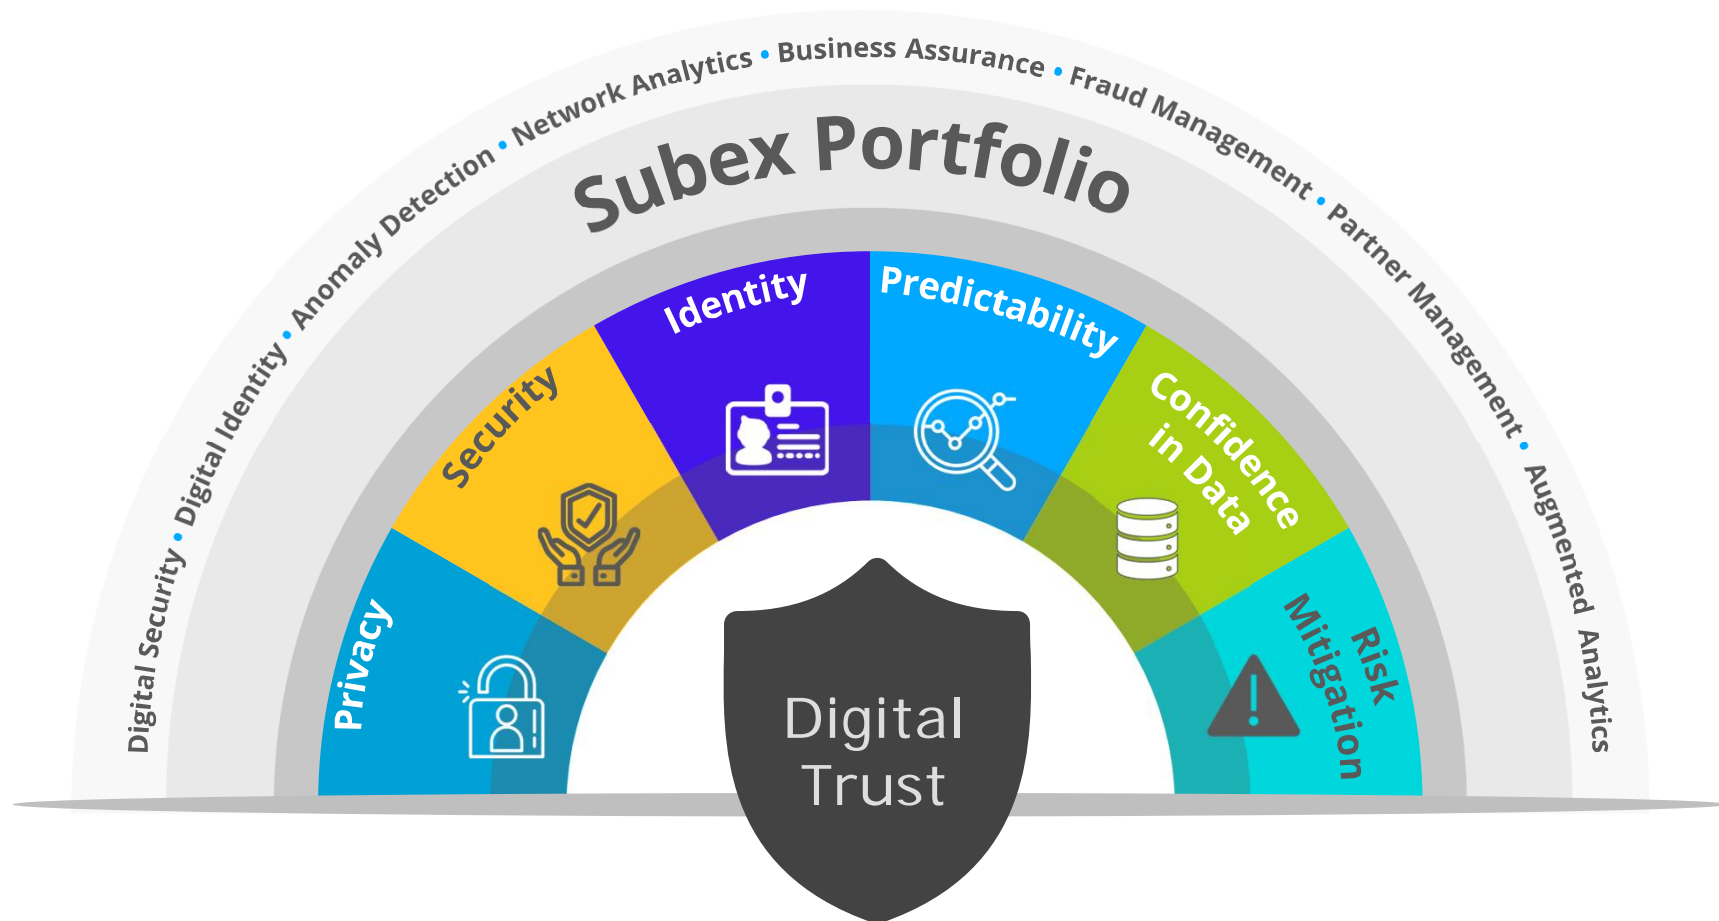 Digital Security • Digital Identity • Anomaly Detection • Network Analytics • Business Assurance • Fraud Management • Partner Management • Augmented Analytics
Subex Portfolio
Privacy
Security
Identity
Predictability
Confidence
in Data
Risk
Mitigation
Digital
Trust